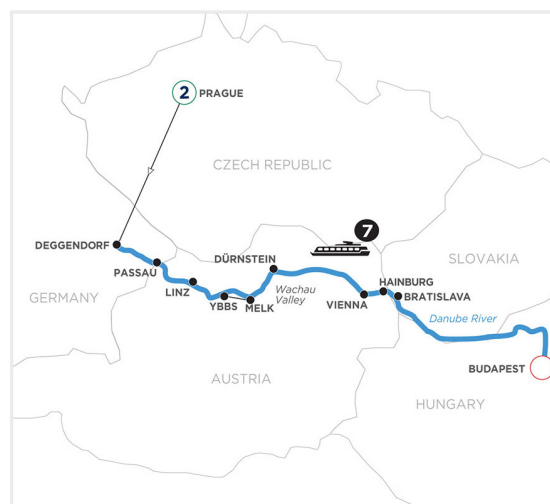 2 PRAGUE
CZECH REPUBLIC
7
DEGGENDORF
DÜRNSTEIN
SLOVAKIA
PASSAU
HAINBURG
LINZ
Wachau
Valley
GERMANY
BRATISLAVA
YBBS
MELK
VIENNA
Danube River
BUDAPEST
AUSTRIA
HUNGARY